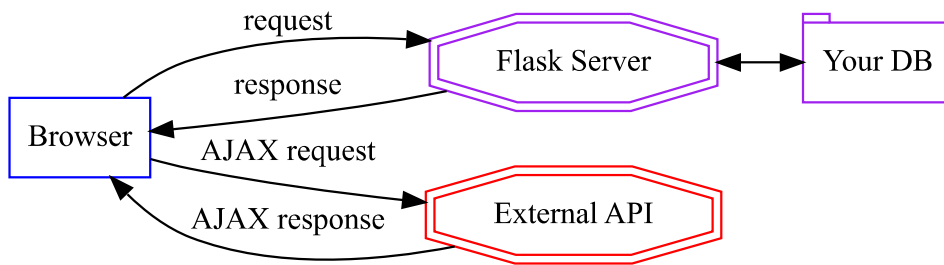 request
Flask Server
Your DB
response
Browser
AJAX request
AJAX response
External API